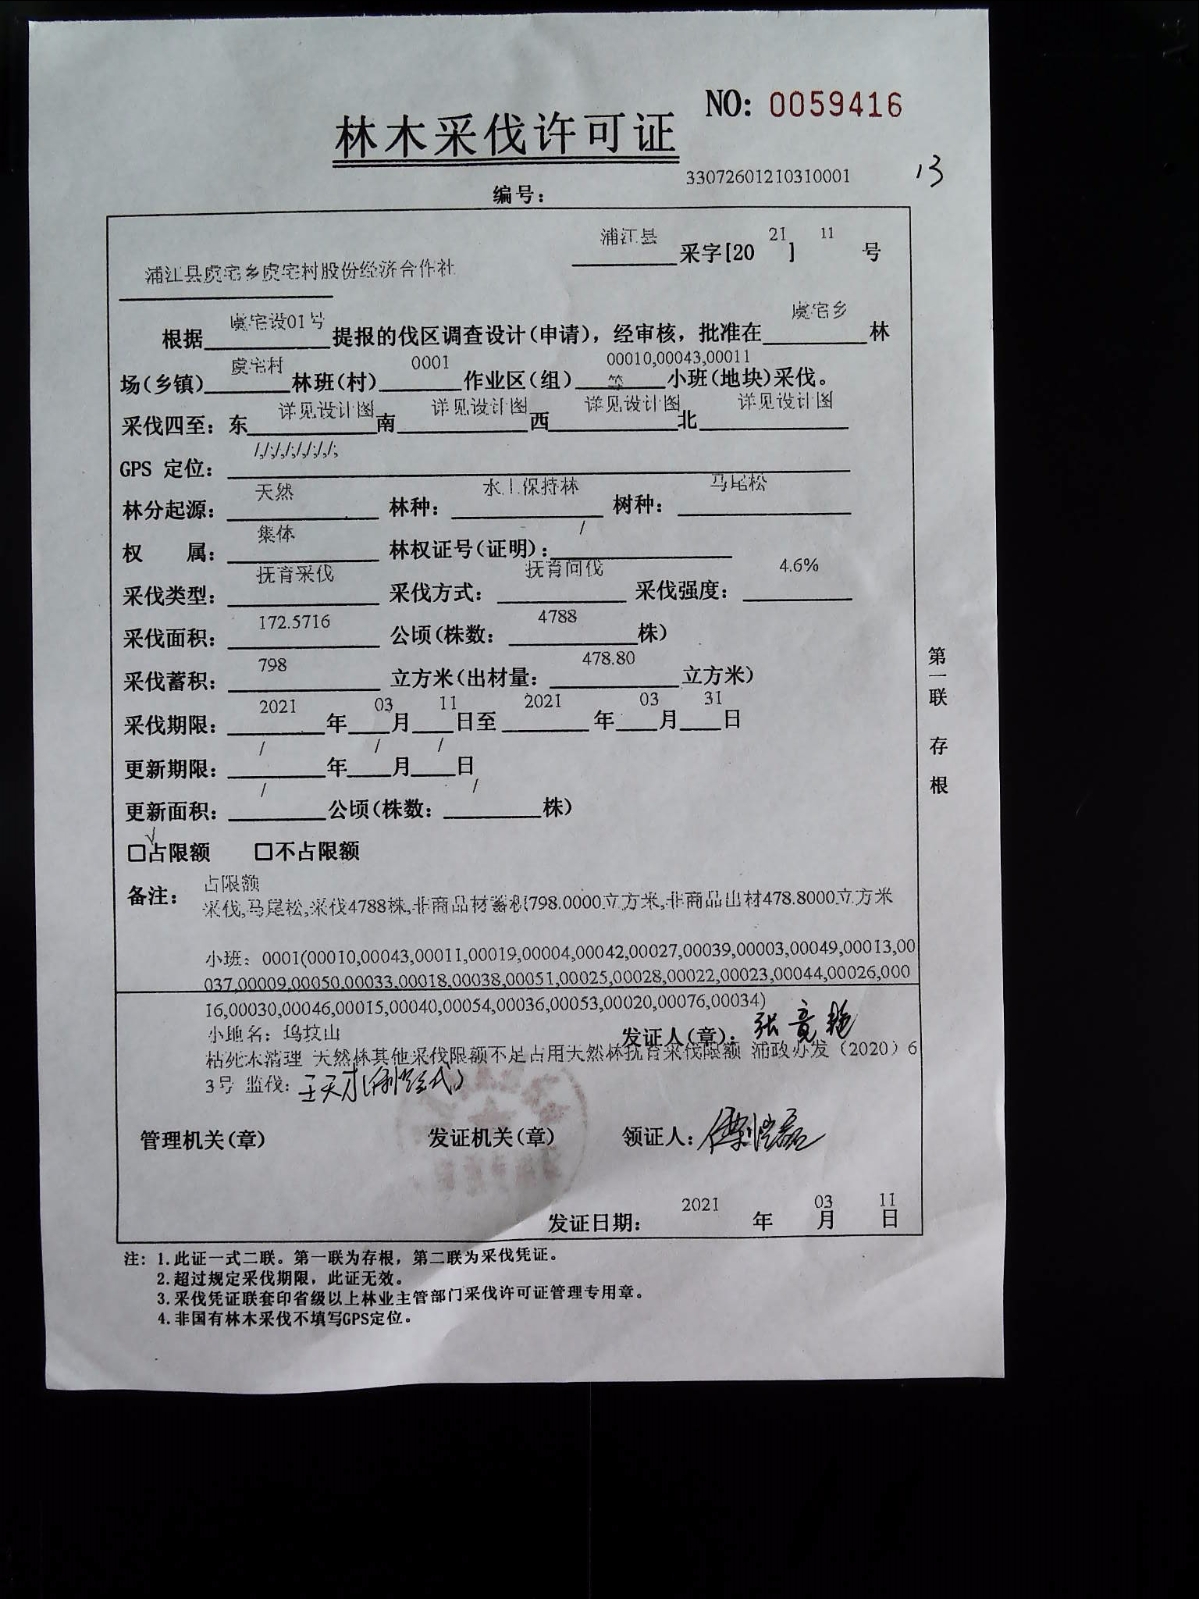 NO: 0059416
林木采伐许可证
33072601210310001
13
编号:
浦江县 采字[20 21] 11 号
浦江县虞宅乡虞宅村股份经济合作社
根据 虞宅设01号 提报的伐区调查设计(申请), 经审核, 批准在 虞宅乡 林
场(乡镇) 虞宅村 林班(村) 0001 作业区(组) 00010,00043,00011等 小班(地块)采伐。
采伐四至: 东 详见设计图 南 详见设计图 西 详见设计图 北 详见设计图
GPS 定位: /,/;/,/;/,/;/,/;
林分起源: 天然 林种: 水土保持林 树种: 马尾松
权 属: 集体 林权证号(证明): /
采伐类型: 抚育采伐 采伐方式: 抚育间伐 采伐强度: 4.6%
采伐面积: 172.5716 公顷(株数: 4788 株)
采伐蓄积: 798 立方米(出材量: 478.80 立方米)
采伐期限: 2021 年 03 月 11 日至 2021 年 03 月 31 日
更新期限: / 年 / 月 / 日
更新面积: / 公顷(株数: / 株)
☐占限额 √ ☐不占限额
备注: 占限额
采伐,马尾松,采伐4788株,非商品材蓄积798.0000立方米,非商品出材478.8000立方米
小班: 0001(00010,00043,00011,00019,00004,00042,00027,00039,00003,00049,00013,00
037,00009,00050,00033,00018,00038,00051,00025,00028,00022,00023,00044,00026,000
16,00030,00046,00015,00040,00054,00036,00053,00020,00076,00034)
小地名: 坞坟山
发证人(章):
枯死木清理 天然林其他采伐限额不足占用天然林抚育采伐限额 浦政办发(2020)6
3号 监伐: 王天才
管理机关(章) 发证机关(章) 领证人:
发证日期: 2021 年 03 月 11 日
第一联 存根
注: 1.此证一式二联。第一联为存根, 第二联为采伐凭证。
2.超过规定采伐期限, 此证无效。
3.采伐凭证联套印省级以上林业主管部门采伐许可证管理专用章。
4.非国有林木采伐不填写GPS定位。